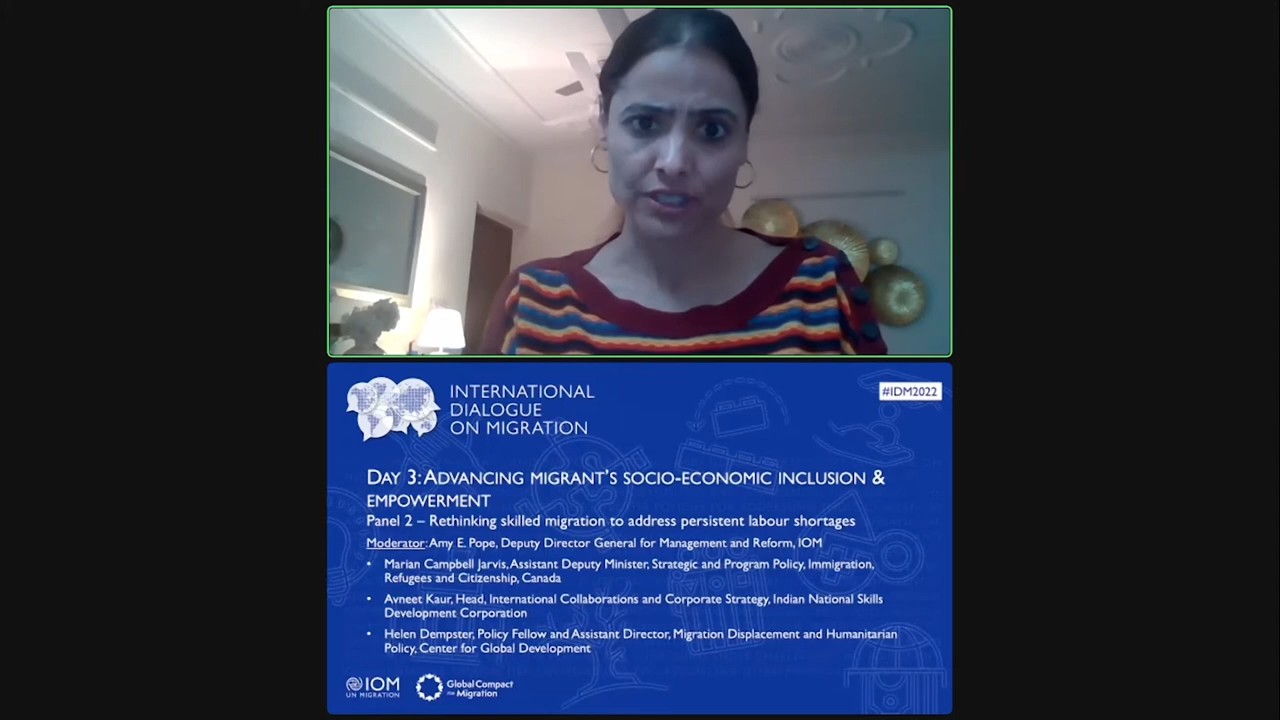 INTERNATIONAL
DIALOGUE
ON MIGRATION
#IDM2022
DAY 3: ADVANCING MIGRANT'S SOCIO-ECONOMIC INCLUSION &
EMPOWERMENT
Panel 2 – Rethinking skilled migration to address persistent labour shortages
Moderator: Amy E. Pope, Deputy Director General for Management and Reform, IOM
• Marian Campbell Jarvis, Assistant Deputy Minister, Strategic and Program Policy, Immigration,
Refugees and Citizenship, Canada
• Avneet Kaur, Head, International Collaborations and Corporate Strategy, Indian National Skills
Development Corporation
• Helen Dempster, Policy Fellow and Assistant Director, Migration Displacement and Humanitarian
Policy, Center for Global Development
IOM
UN MIGRATION
Global Compact
FOR Migration